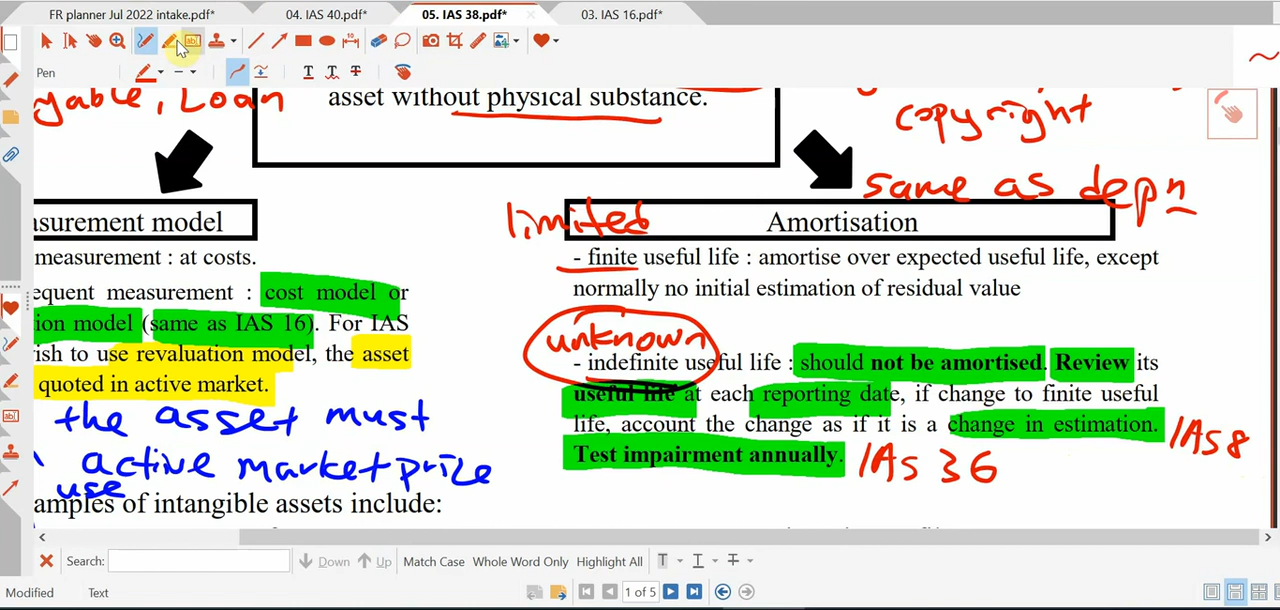 FR planner Jul 2022 intake.pdf*
04. IAS 40.pdf*
05. IAS 38.pdf*
03. IAS 16.pdf*
Pen
yable, Loan
asset without physical substance.
copyright
same as depn
asurement model
measurement : at costs.
equent measurement : cost model or
ion model (same as IAS 16). For IAS
ish to use revaluation model, the asset
quoted in active market.
the asset must
use active market price
amples of intangible assets include:
limited
Amortisation
- finite useful life : amortise over expected useful life, except
normally no initial estimation of residual value
unknown
- indefinite useful life : should not be amortised. Review its
useful life at each reporting date, if change to finite useful
life, account the change as if it is a change in estimation.
IAS 8
Test impairment annually.
IAS 36
Search:
Down
Up
Match Case
Whole Word Only
Highlight All
Modified
Text
1 of 5